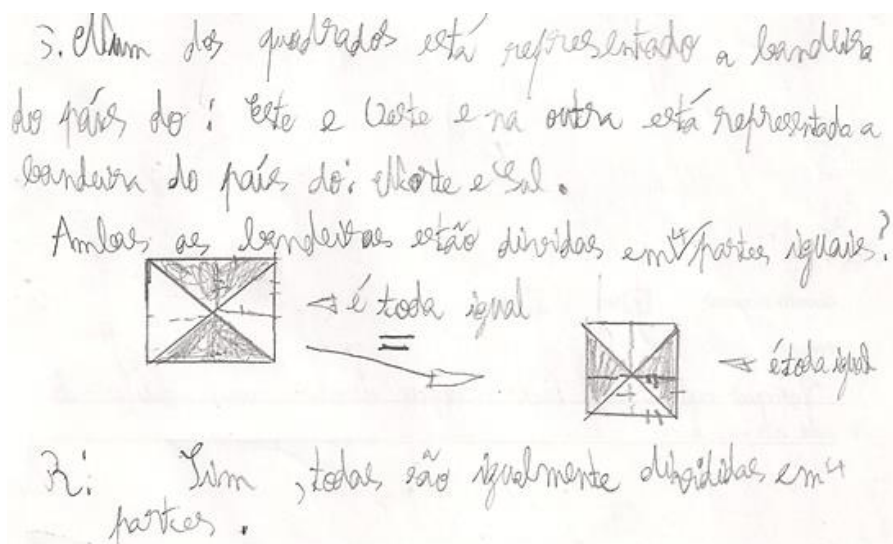 3. Num dos quadrados está representado a bandeira
do país do: Este e Oeste e na outra está representada a
bandeira do país do: Norte e Sul.
Ambas as bandeiras estão dividas em 4 partes iguais?
é toda igual
=
é toda igual
R: Sim, todas são igualmente divididas em 4
partes.